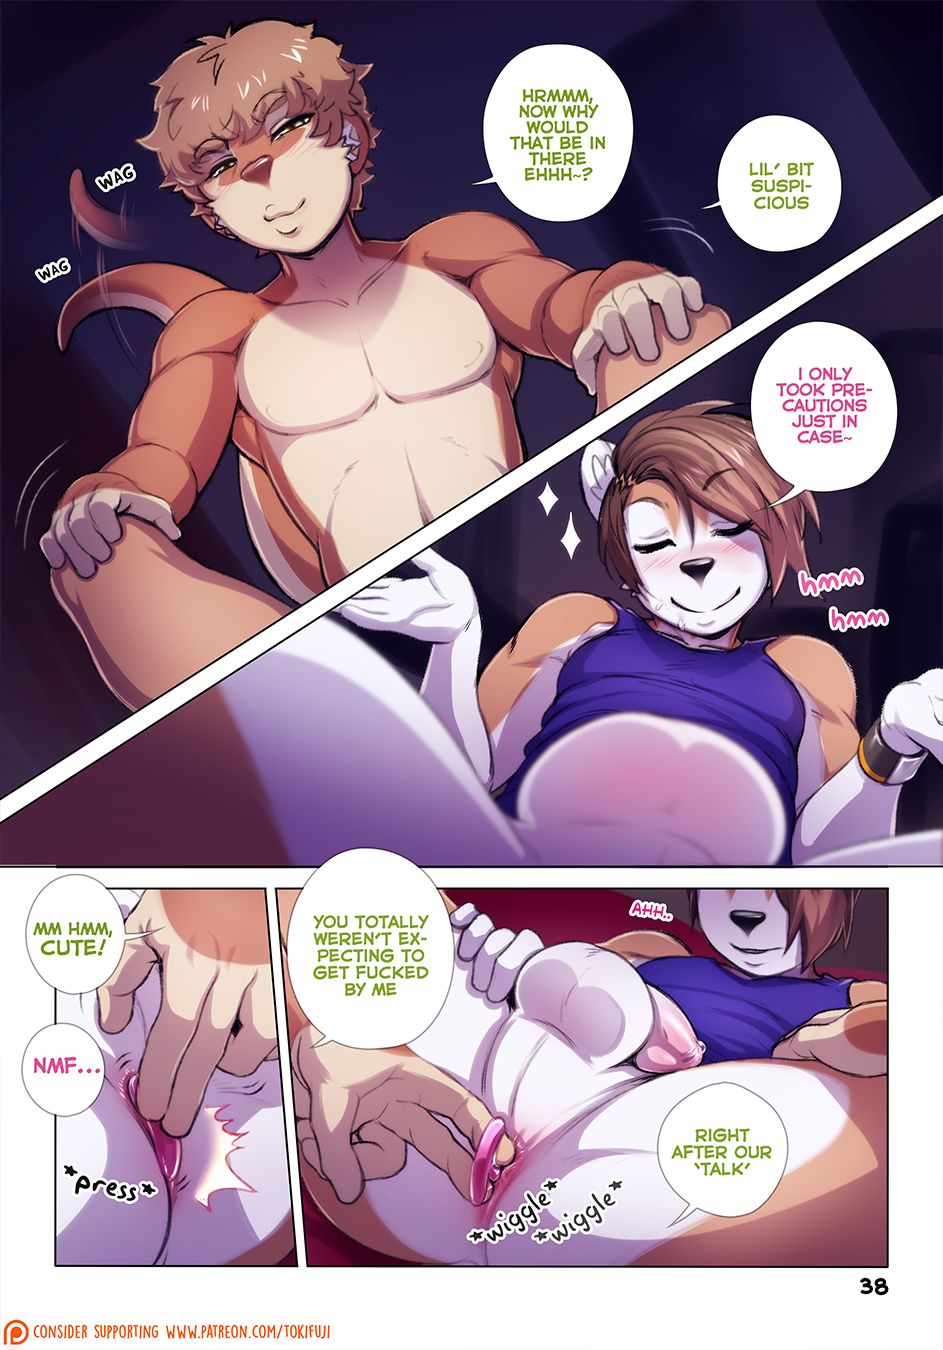 HRMMM,
NOW WHY
WOULD
THAT BE IN
THERE
EHHH~?
LIL' BIT
SUSPI-
CIOUS
WAG
WAG
I ONLY
TOOK PRE-
CAUTIONS
JUST IN
CASE~
hmm
hmm
MM HMM,
CUTE!
NMF...
*press*
YOU TOTALLY
WEREN'T EX-
PECTING TO
GET FUCKED
BY ME
AHH..
RIGHT
AFTER OUR
'TALK'
*wiggle*
*wiggle*
38
CONSIDER SUPPORTING WWW.PATREON.COM/TOKIFUJI